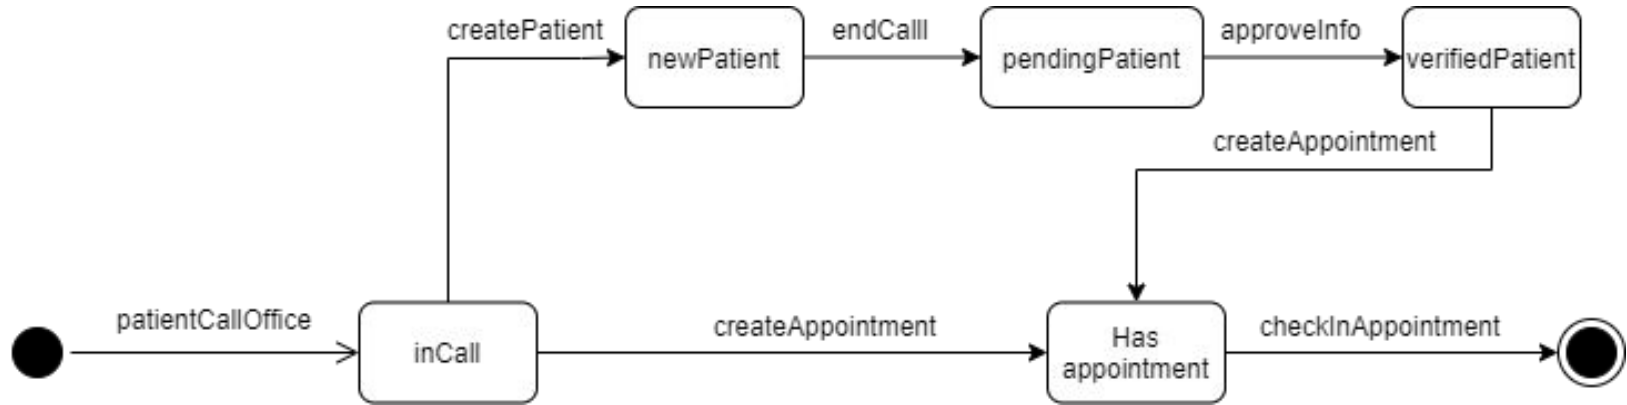 createPatient
newPatient
endCalll
pendingPatient
approveInfo
verifiedPatient
createAppointment
patientCallOffice
inCall
createAppointment
Has
appointment
checkInAppointment